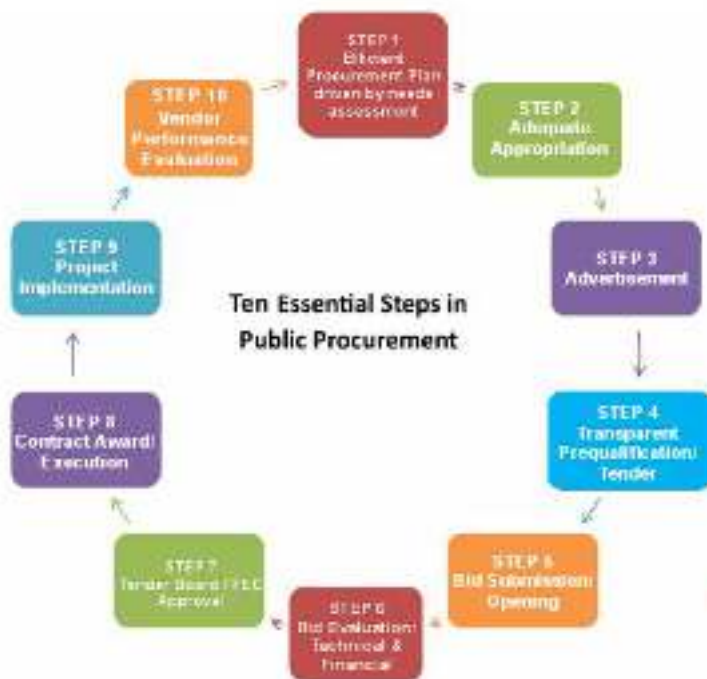 STEP 1
Efficient
Procurement Plan
driven by needs
assessment
STEP 2
Adequate
Appropriation
STEP 3
Advertisement
STEP 4
Transparent
Prequalification/
Tender
STEP 5
Bid Submission/
Opening
STEP 6
Bid Evaluation:
Technical &
Financial
STEP 7
Tender Board /
Approval
STEP 8
Contract Award/
Execution
STEP 9
Project
Implementation
STEP 10
Vendor
Performance
Evaluation
Ten Essential Steps in
Public Procurement